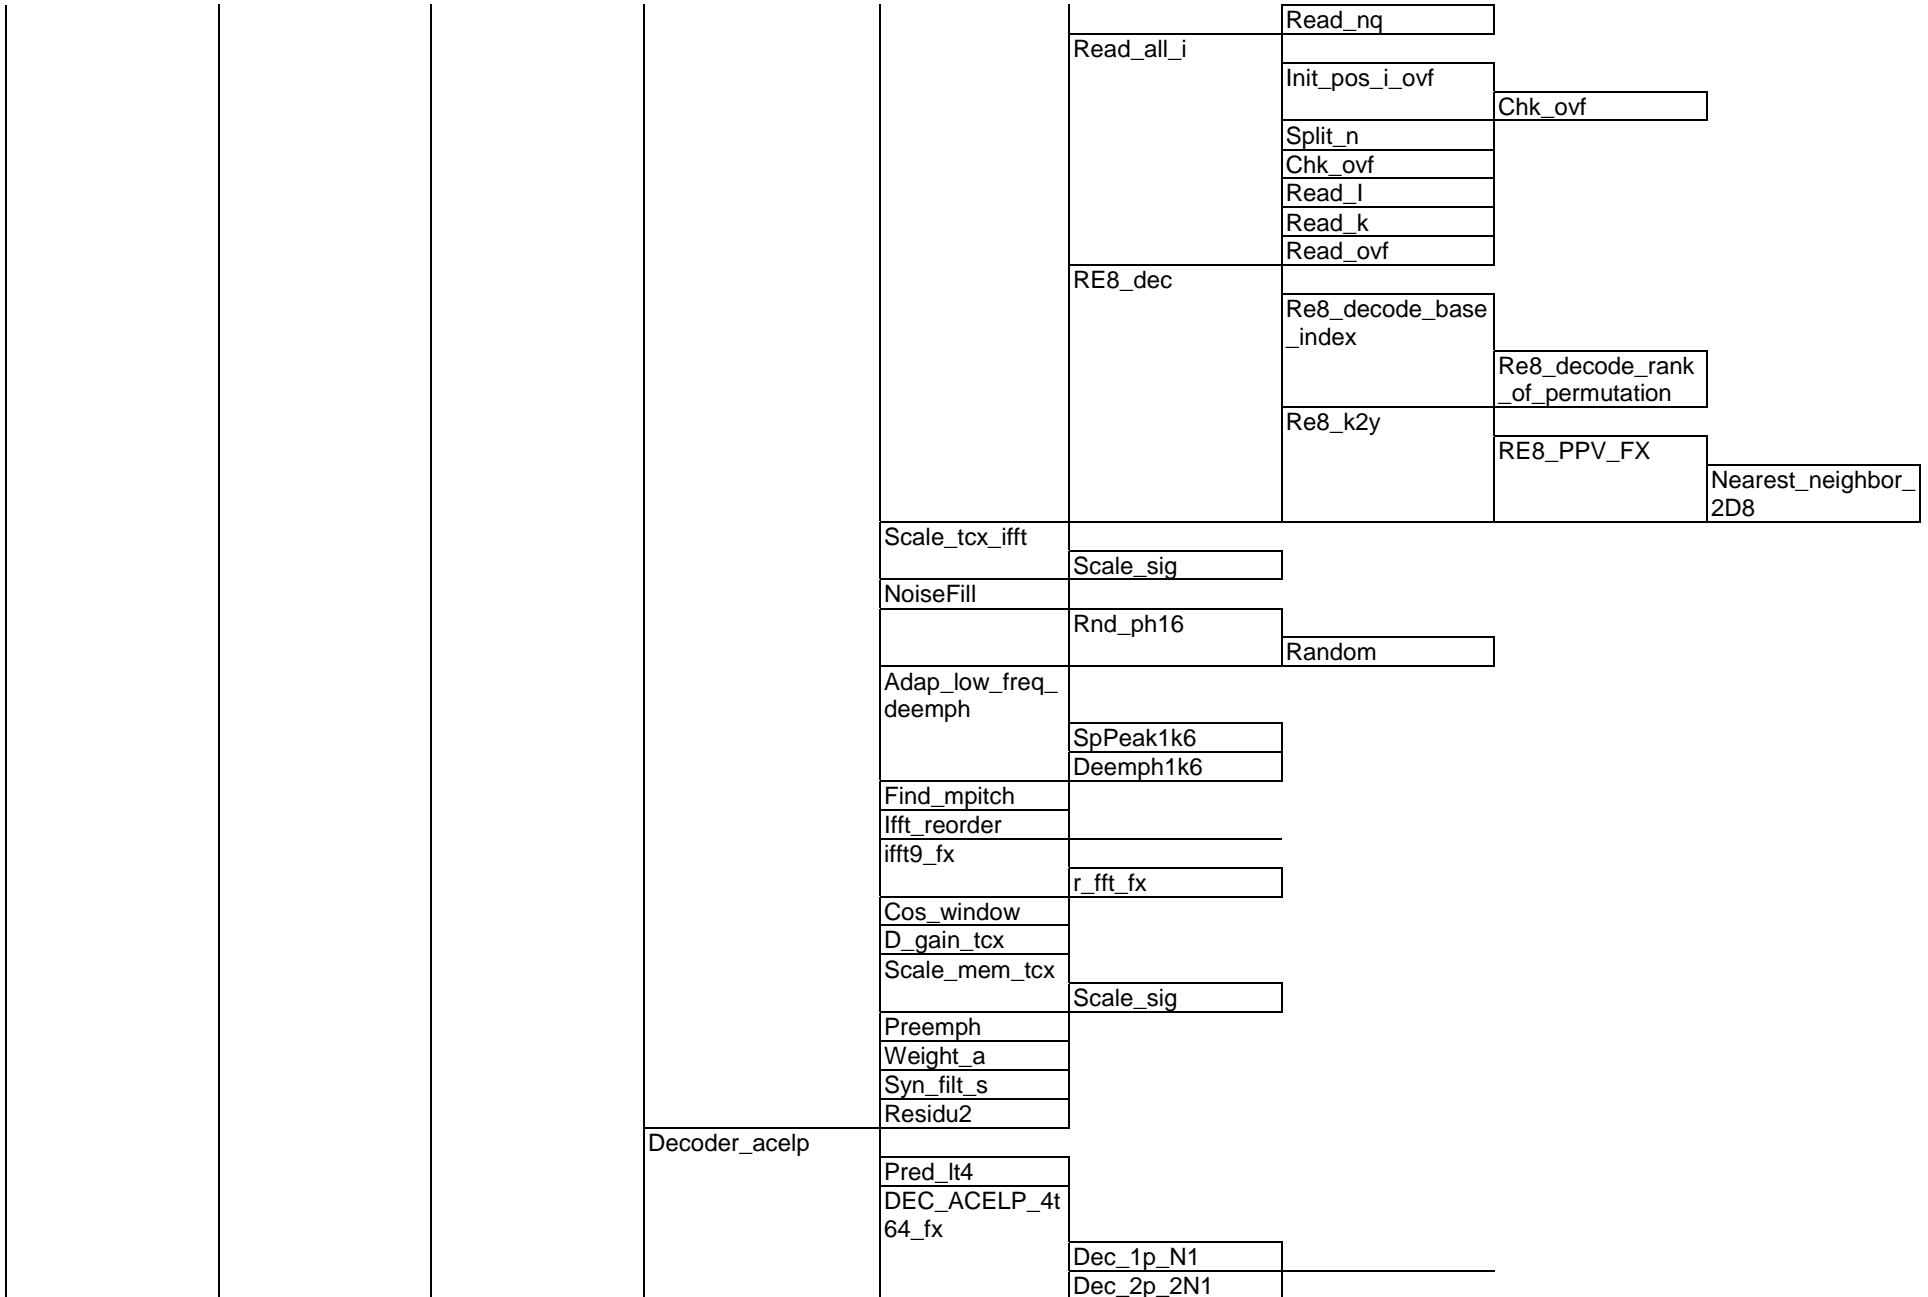 Read_nq
Read_all_i
Init_pos_i_ovf
Chk_ovf
Split_n
Chk_ovf
Read_I
Read_k
Read_ovf
RE8_dec
Re8_decode_base
_index
Re8_decode_rank
_of_permutation
Re8_k2y
RE8_PPV_FX
Nearest_neighbor_
2D8
Scale_tcx_ifft
Scale_sig
NoiseFill
Rnd_ph16
Random
Adap_low_freq_
deemph
SpPeak1k6
Deemph1k6
Find_mpitch
Ifft_reorder
ifft9_fx
r_fft_fx
Cos_window
D_gain_tcx
Scale_mem_tcx
Scale_sig
Preemph
Weight_a
Syn_filt_s
Residu2
Decoder_acelp
Pred_lt4
DEC_ACELP_4t
64_fx
Dec_1p_N1
Dec_2p_2N1